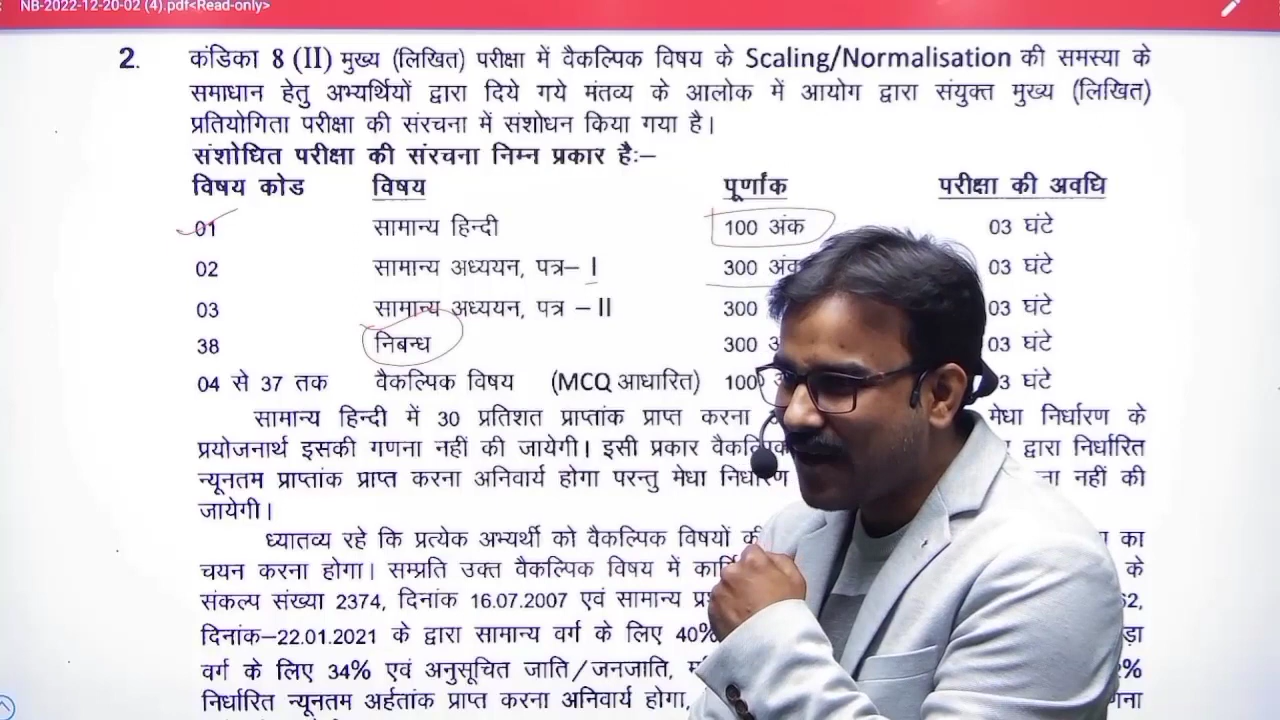 NB-2022-12-20-02 (4).pdf<Read-only>
2. कंडिका 8 (II) मुख्य (लिखित) परीक्षा में वैकल्पिक विषय के Scaling/Normalisation की समस्या के
समाधान हेतु अभ्यर्थियों द्वारा दिये गये मंतव्य के आलोक में आयोग द्वारा संयुक्त मुख्य (लिखित)
प्रतियोगिता परीक्षा की संरचना में संशोधन किया गया है।
संशोधित परीक्षा की संरचना निम्न प्रकार है:–
विषय कोड विषय पूर्णांक परीक्षा की अवधि
01 सामान्य हिन्दी 100 अंक 03 घंटे
02 सामान्य अध्ययन, पत्र– I 300 03 घंटे
03 सामान्य अध्ययन, पत्र – II 300 03 घंटे
38 निबन्ध 300 03 घंटे
04 से 37 तक वैकल्पिक विषय (MCQ आधारित) 100 घंटे
सामान्य हिन्दी में 30 प्रतिशत प्राप्तांक प्राप्त करना मेधा निर्धारण के
प्रयोजनार्थ इसकी गणना नहीं की जायेगी। इसी प्रकार द्वारा निर्धारित
न्यूनतम प्राप्तांक प्राप्त करना अनिवार्य होगा परन्तु मेधा निर्धारण नहीं की
जायेगी।
ध्यातव्य रहे कि प्रत्येक अभ्यर्थी को वैकल्पिक विषयों का
चयन करना होगा। सम्प्रति उक्त वैकल्पिक विषय में के
संकल्प संख्या 2374, दिनांक 16.07.2007 एवं सामान्य
दिनांक–22.01.2021 के द्वारा सामान्य वर्ग के लिए 40%
वर्ग के लिए 34% एवं अनुसूचित जाति/जनजाति,
निर्धारित न्यूनतम अर्हतांक प्राप्त करना अनिवार्य होगा,